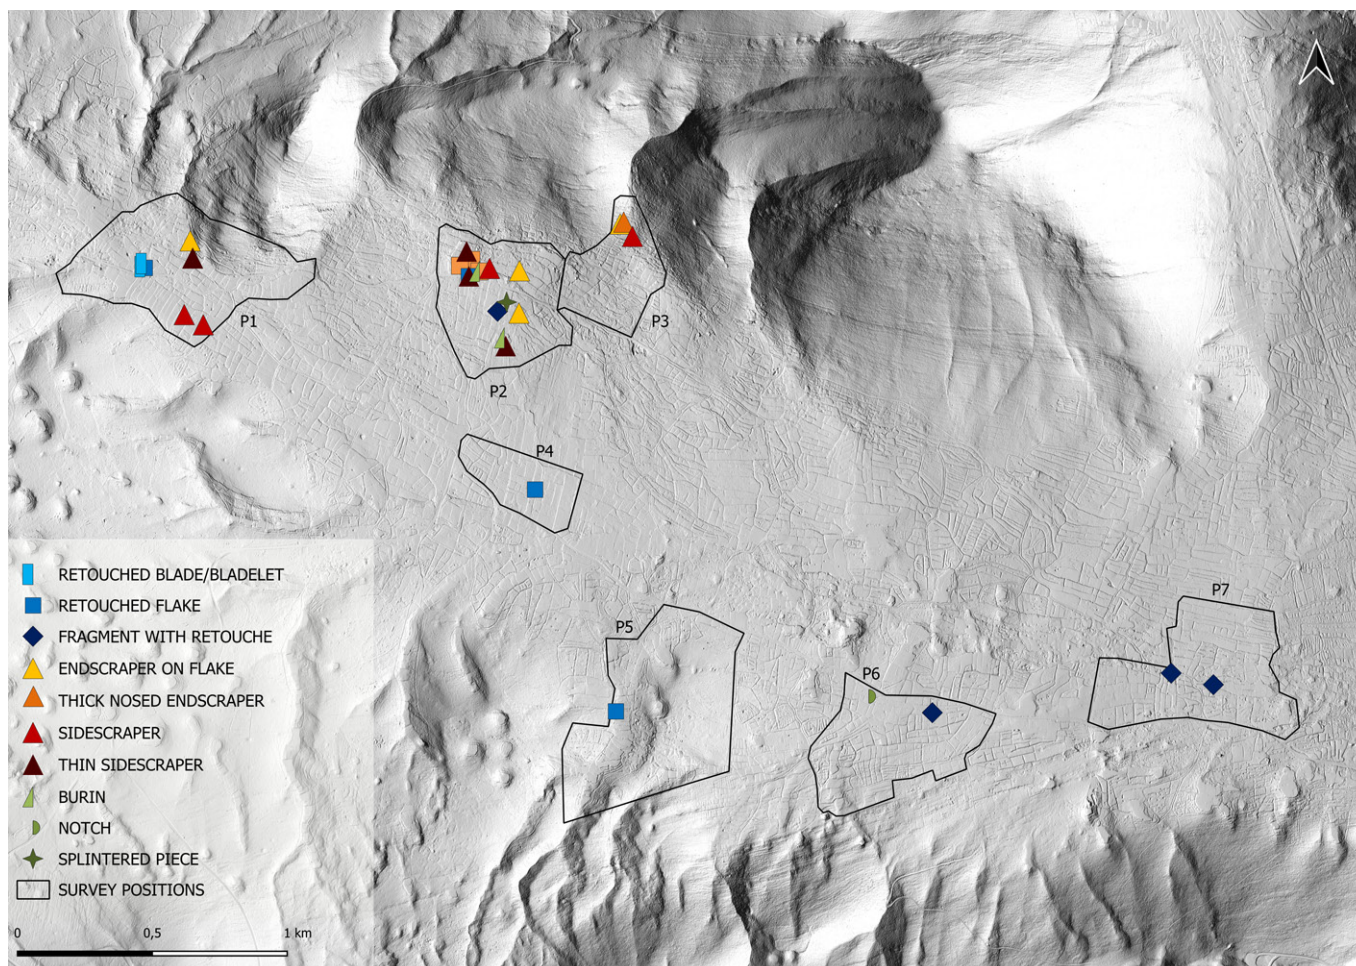 P1
P2
P3
P4
P5
P6
P7
RETOUCHED BLADE/BLADELET
RETOUCHED FLAKE
FRAGMENT WITH RETOUCHE
ENDSCRAPER ON FLAKE
THICK NOSED ENDSCRAPER
SIDESCRAPER
THIN SIDESCRAPER
BURIN
NOTCH
SPLINTERED PIECE
SURVEY POSITIONS
0 0,5 1 km